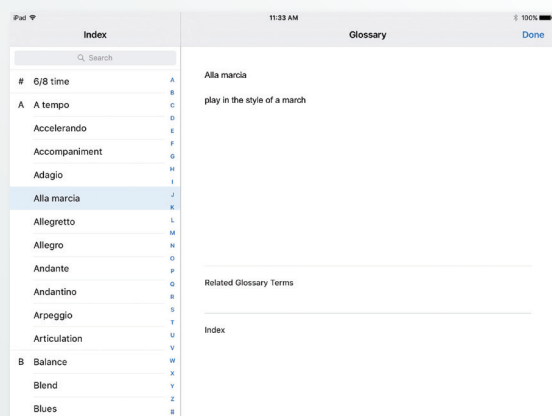 iPad 11:33 AM 100%
Index
Glossary
Done
Search
# 6/8 time
A A tempo
Accelerando
Accompaniment
Adagio
Alla marcia
Allegretto
Allegro
Andante
Andantino
Arpeggio
Articulation
B Balance
Blend
Blues
A
B
C
D
E
F
G
H
I
J
K
L
M
N
O
P
Q
R
S
T
U
V
W
X
Y
Z
#
Alla marcia
play in the style of a march
Related Glossary Terms
Index